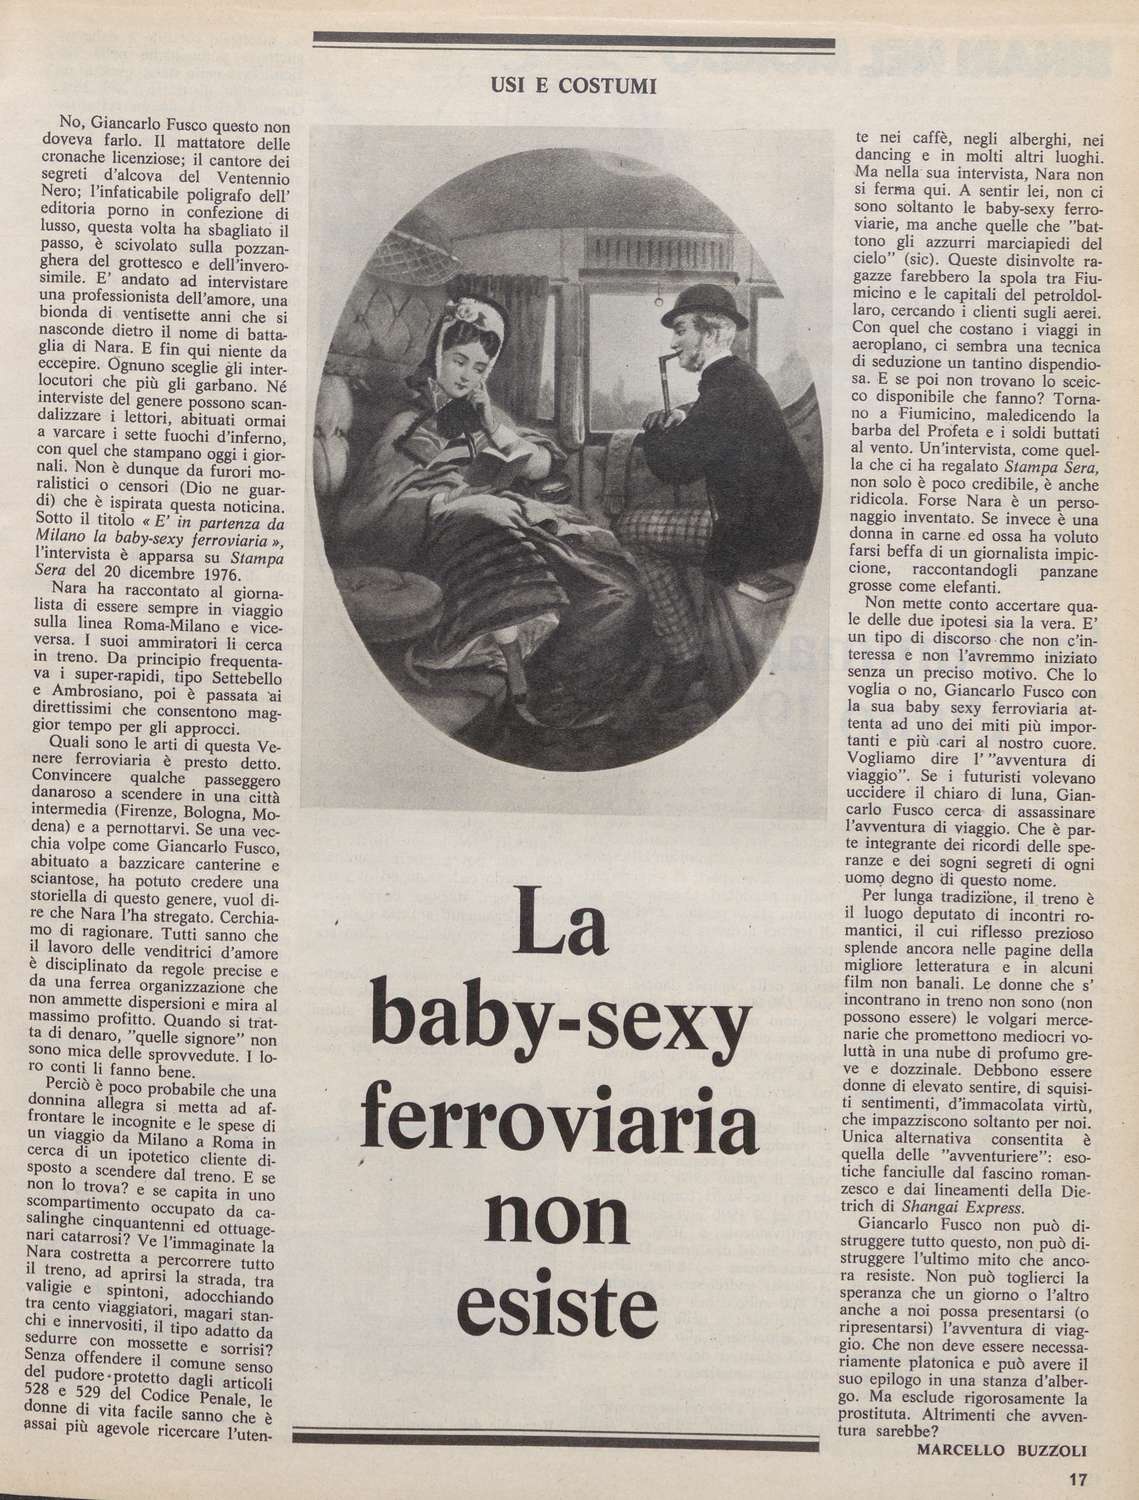 USI E COSTUMI
No, Giancarlo Fusco questo non
doveva farlo. Il mattatore delle
cronache licenziose; il cantore dei
segreti d'alcova del Ventennio
Nero; l'infaticabile poligrafo dell'
editoria porno in confezione di
lusso, questa volta ha sbagliato il
passo, è scivolato sulla pozzan-
ghera del grottesco e dell'invero-
simile. E' andato ad intervistare
una professionista dell'amore, una
bionda di ventisette anni che si
nasconde dietro il nome di batta-
glia di Nara. E fin qui niente da
eccepire. Ognuno sceglie gli inter-
locutori che più gli garbano. Né
interviste del genere possono scan-
dalizzare i lettori, abituati ormai
a varcare i sette fuochi d'inferno,
con quel che stampano oggi i gior-
nali. Non è dunque da furori mo-
ralistici o censori (Dio ne guar-
di) che è ispirata questa noticina.
Sotto il titolo « E' in partenza da
Milano la baby-sexy ferroviaria »,
l'intervista è apparsa su Stampa
Sera del 20 dicembre 1976.
Nara ha raccontato al giorna-
lista di essere sempre in viaggio
sulla linea Roma-Milano e vice-
versa. I suoi ammiratori li cerca
in treno. Da principio frequenta-
va i super-rapidi, tipo Settebello
e Ambrosiano, poi è passata ai
direttissimi che consentono mag-
gior tempo per gli approcci.
Quali sono le arti di questa Ve-
nere ferroviaria è presto detto.
Convincere qualche passeggero
danaroso a scendere in una città
intermedia (Firenze, Bologna, Mo-
dena) e a pernottarvi. Se una vec-
chia volpe come Giancarlo Fusco,
abituato a bazzicare canterine e
sciantose, ha potuto credere una
storiella di questo genere, vuol di-
re che Nara l'ha stregato. Cerchia-
mo di ragionare. Tutti sanno che
il lavoro delle venditrici d'amore
è disciplinato da regole precise e
da una ferrea organizzazione che
non ammette dispersioni e mira al
massimo profitto. Quando si trat-
ta di denaro, "quelle signore" non
sono mica delle sprovvedute. I lo-
ro conti li fanno bene.
Perciò è poco probabile che una
donnina allegra si metta ad af-
frontare le incognite e le spese di
un viaggio da Milano a Roma in
cerca di un ipotetico cliente di-
sposto a scendere dal treno. E se
non lo trova? e se capita in uno
scompartimento occupato da ca-
salinghe cinquantenni ed ottuage-
nari catarrosi? Ve l'immaginate la
Nara costretta a percorrere tutto
il treno, ad aprirsi la strada, tra
valigie e spintoni, adocchiando
tra cento viaggiatori, magari stan-
chi e innervositi, il tipo adatto da
sedurre con mossette e sorrisi?
Senza offendere il comune senso
del pudore protetto dagli articoli
528 e 529 del Codice Penale, le
donne di vita facile sanno che è
assai più agevole ricercare l'uten-
La
baby-sexy
ferroviaria
non
esiste
te nei caffè, negli alberghi, nei
dancing e in molti altri luoghi.
Ma nella sua intervista, Nara non
si ferma qui. A sentir lei, non ci
sono soltanto le baby-sexy ferro-
viarie, ma anche quelle che "bat-
tono gli azzurri marciapiedi del
cielo" (sic). Queste disinvolte ra-
gazze farebbero la spola tra Fiu-
micino e le capitali del petroldol-
laro, cercando i clienti sugli aerei.
Con quel che costano i viaggi in
aeroplano, ci sembra una tecnica
di seduzione un tantino dispendio-
sa. E se poi non trovano lo sceic-
co disponibile che fanno? Torna-
no a Fiumicino, maledicendo la
barba del Profeta e i soldi buttati
al vento. Un'intervista, come quel-
la che ci ha regalato Stampa Sera,
non solo è poco credibile, è anche
ridicola. Forse Nara è un perso-
naggio inventato. Se invece è una
donna in carne ed ossa ha voluto
farsi beffa di un giornalista impic-
cione, raccontandogli panzane
grosse come elefanti.
Non mette conto accertare qua-
le delle due ipotesi sia la vera. E'
un tipo di discorso che non c'in-
teressa e non l'avremmo iniziato
senza un preciso motivo. Che lo
voglia o no, Giancarlo Fusco con
la sua baby sexy ferroviaria at-
tenta ad uno dei miti più impor-
tanti e più cari al nostro cuore.
Vogliamo dire l' "avventura di
viaggio". Se i futuristi volevano
uccidere il chiaro di luna, Gian-
carlo Fusco cerca di assassinare
l'avventura di viaggio. Che è par-
te integrante dei ricordi delle spe-
ranze e dei sogni segreti di ogni
uomo degno di questo nome.
Per lunga tradizione, il treno è
il luogo deputato di incontri ro-
mantici, il cui riflesso prezioso
splende ancora nelle pagine della
migliore letteratura e in alcuni
film non banali. Le donne che s'
incontrano in treno non sono (non
possono essere) le volgari merce-
narie che promettono mediocri vo-
luttà in una nube di profumo gre-
ve e dozzinale. Debbono essere
donne di elevato sentire, di squisi-
ti sentimenti, d'immacolata virtù,
che impazziscono soltanto per noi.
Unica alternativa consentita è
quella delle "avventuriere": eso-
tiche fanciulle dal fascino roman-
zesco e dai lineamenti della Die-
trich di Shangai Express.
Giancarlo Fusco non può di-
struggere tutto questo, non può di-
struggere l'ultimo mito che anco-
ra resiste. Non può toglierci la
speranza che un giorno o l'altro
anche a noi possa presentarsi (o
ripresentarsi) l'avventura di viag-
gio. Che non deve essere necessa-
riamente platonica e può avere il
suo epilogo in una stanza d'alber-
go. Ma esclude rigorosamente la
prostituta. Altrimenti che avven-
tura sarebbe?
MARCELLO BUZZOLI
17